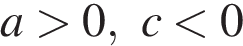 a > 0, c < 0